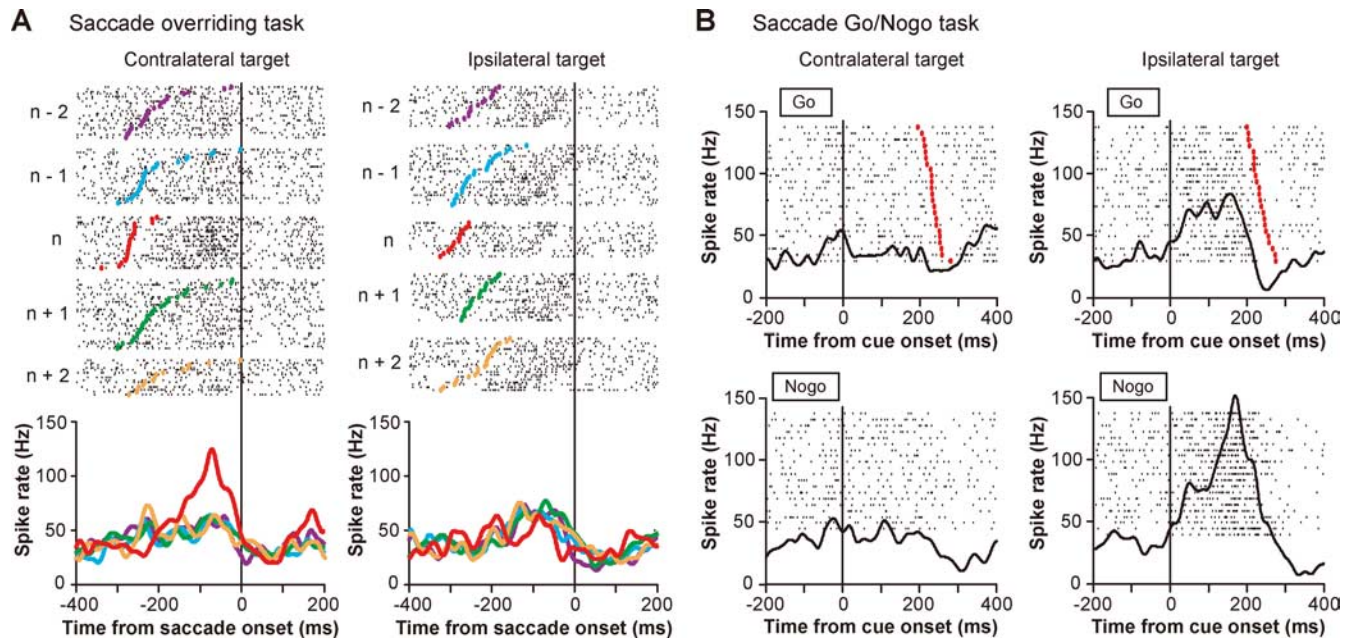 A Saccade overriding task
Contralateral target
Ipsilateral target
n - 2
n - 1
n
n + 1
n + 2
n - 2
n - 1
n
n + 1
n + 2
Spike rate (Hz)
150
100
50
0
-400 -200 0 200
Time from saccade onset (ms)
Spike rate (Hz)
150
100
50
0
-400 -200 0 200
Time from saccade onset (ms)
B Saccade Go/Nogo task
Contralateral target
Ipsilateral target
Go
Spike rate (Hz)
150
100
50
0
-200 0 200 400
Time from cue onset (ms)
Go
Spike rate (Hz)
150
100
50
0
-200 0 200 400
Time from cue onset (ms)
Nogo
Spike rate (Hz)
150
100
50
0
-200 0 200 400
Time from cue onset (ms)
Nogo
Spike rate (Hz)
150
100
50
0
-200 0 200 400
Time from cue onset (ms)